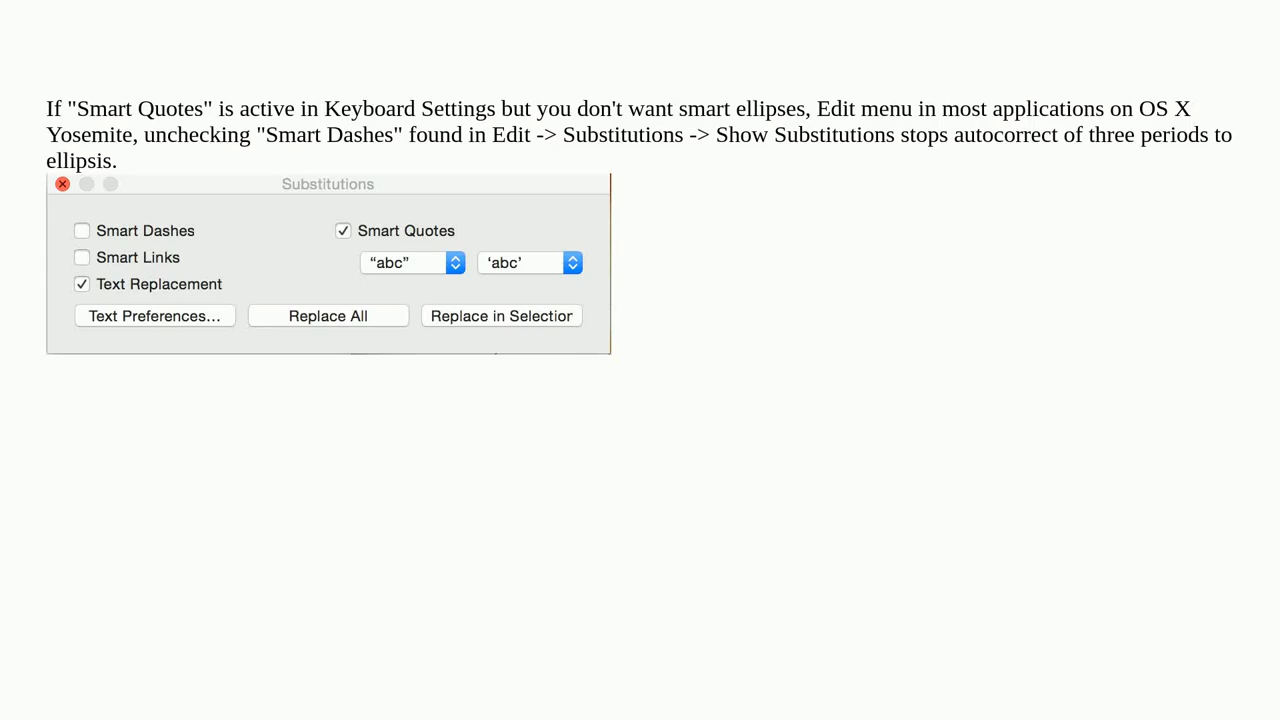 If "Smart Quotes" is active in Keyboard Settings but you don't want smart ellipses, Edit menu in most applications on OS X
Yosemite, unchecking "Smart Dashes" found in Edit -> Substitutions -> Show Substitutions stops autocorrect of three periods to
ellipsis.
Substitutions
Smart Dashes
Smart Quotes
Smart Links
“abc” ‘abc’
Text Replacement
Text Preferences… Replace All Replace in Selection